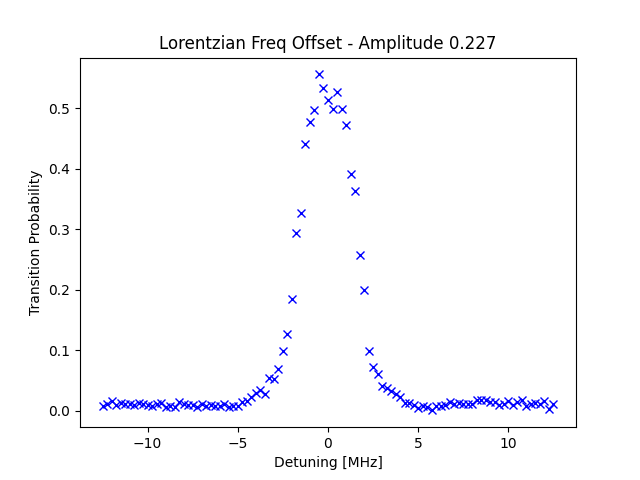 Lorentzian Freq Offset - Amplitude 0.227
Transition Probability
0.5
0.4
0.3
0.2
0.1
0.0
−10 −5 0 5 10
Detuning [MHz]